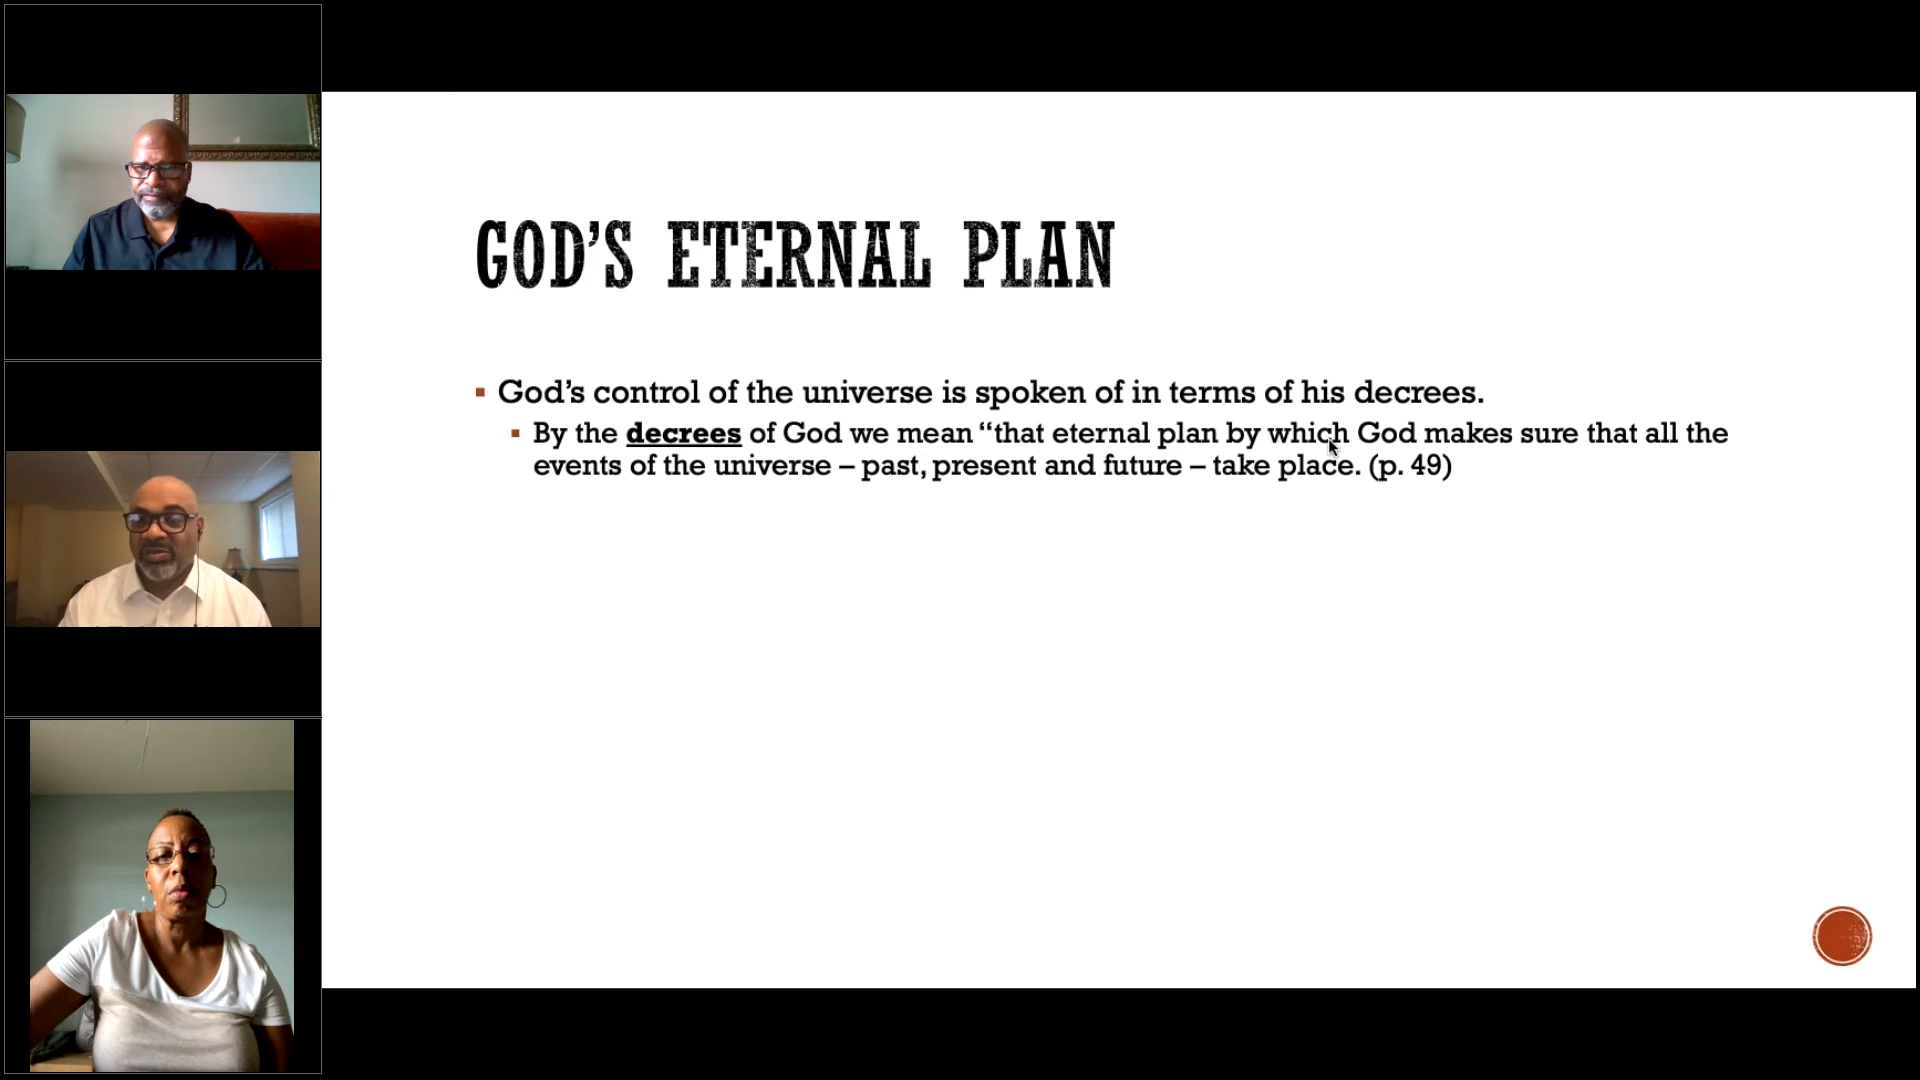 GOD’S ETERNAL PLAN
God’s control of the universe is spoken of in terms of his decrees.
By the decrees of God we mean “that eternal plan by which God makes sure that all the
events of the universe – past, present and future – take place. (p. 49)